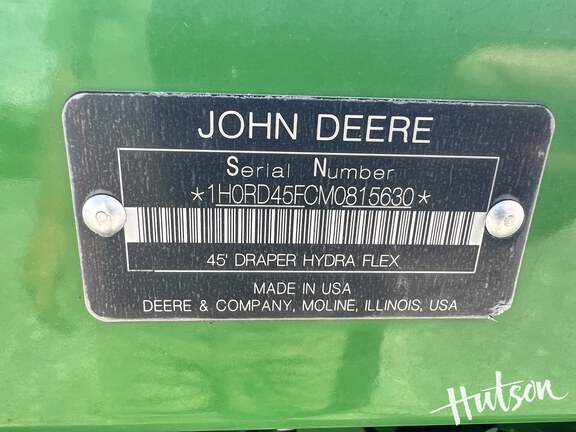 JOHN DEERE
Serial Number
*1H0RD45FCM0815630*
45' DRAPER HYDRA FLEX
MADE IN USA
DEERE & COMPANY, MOLINE, ILLINOIS, USA
Hutson